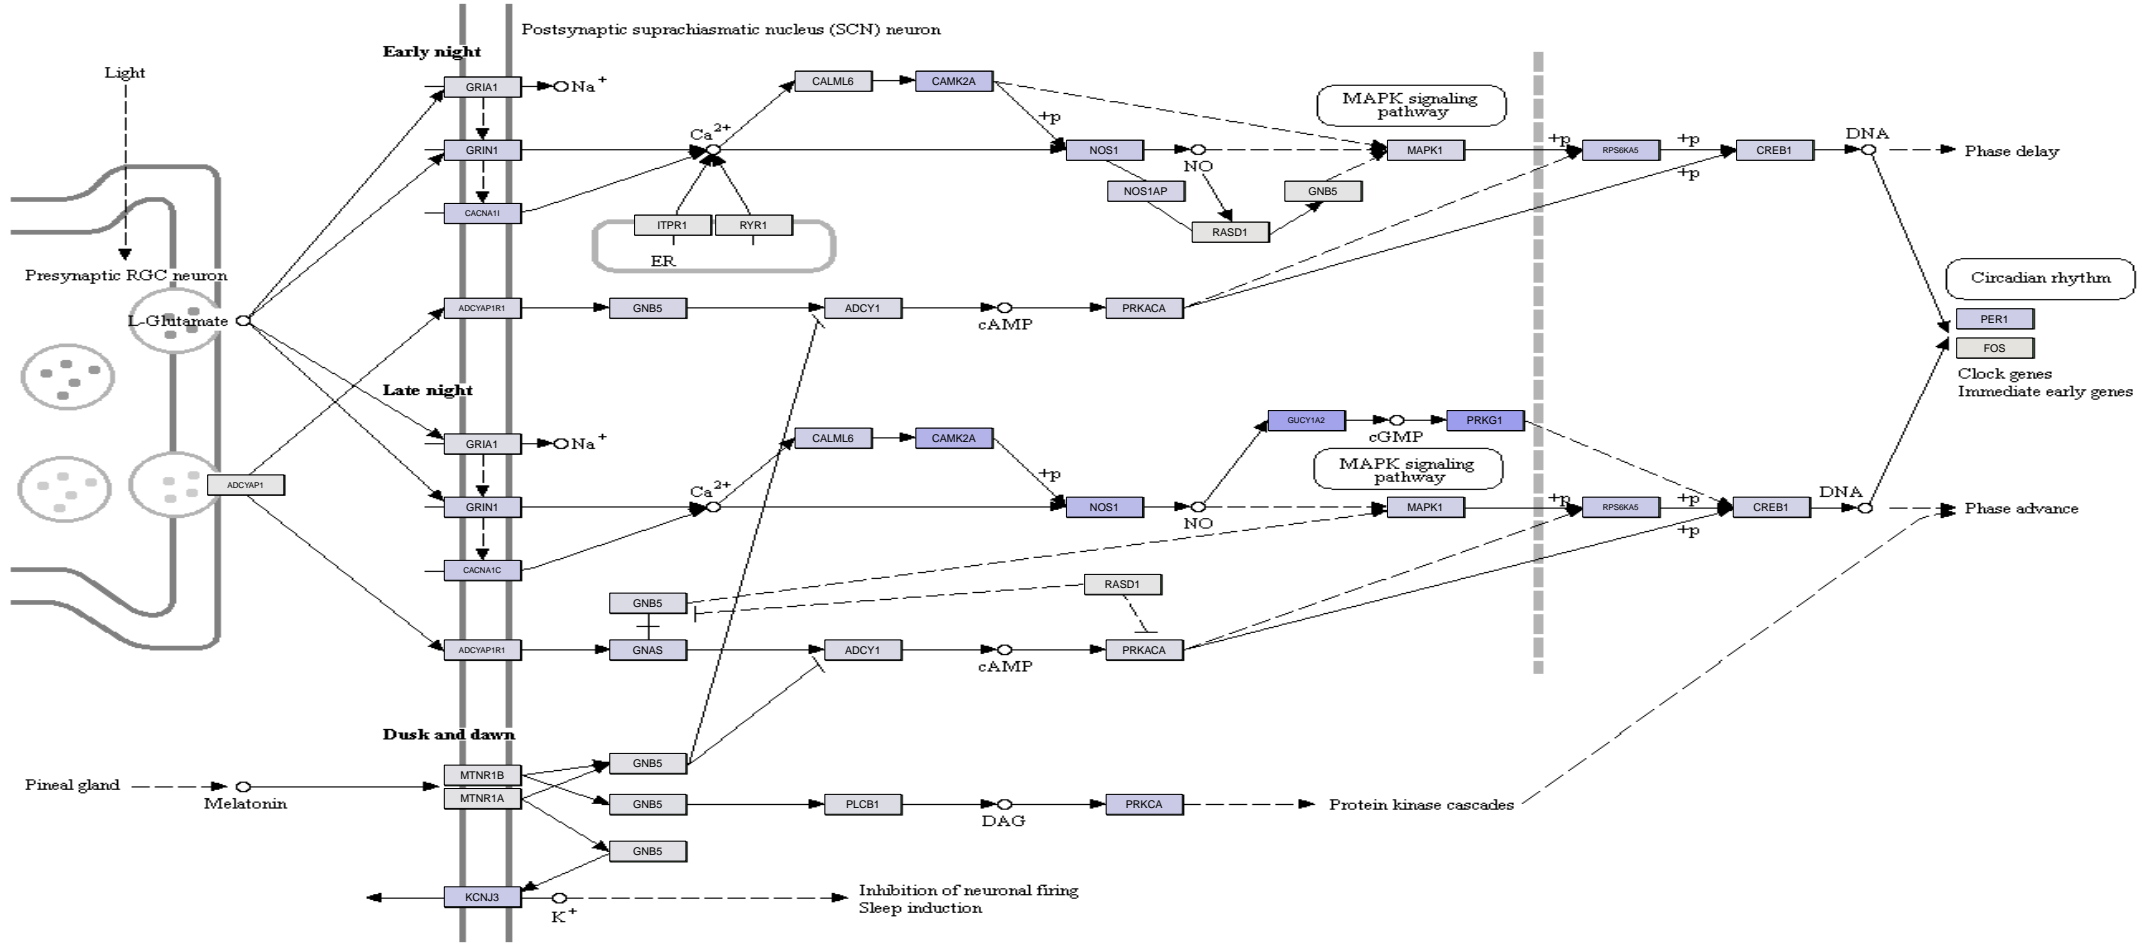 Postsynaptic suprachiasmatic nucleus (SCN) neuron
Early night
Light
GRIA1
Na+
CALML6
CAMK2A
MAPK signaling
pathway
+p
Ca2+
GRIN1
NOS1
NO
MAPK1
+p
RPS6KA5
+p
CREB1
DNA
Phase delay
+p
NOS1AP
GNB5
CACNA1I
ITPR1
RYR1
RASD1
ER
Presynaptic RGC neuron
Circadian rhythm
L-Glutamate
ADCYAP1R1
GNB5
ADCY1
cAMP
PRKACA
PER1
FOS
Clock genes
Immediate early genes
Late night
GRIA1
Na+
CALML6
CAMK2A
GUCY1A2
cGMP
PRKG1
MAPK signaling
pathway
+p
ADCYAP1
Ca2+
GRIN1
NOS1
NO
MAPK1
+p
RPS6KA5
+p
CREB1
DNA
Phase advance
+p
CACNA1C
RASD1
GNB5
ADCYAP1R1
GNAS
ADCY1
cAMP
PRKACA
Dusk and dawn
GNB5
MTNR1B
Pineal gland
Melatonin
MTNR1A
GNB5
PLCB1
DAG
PRKCA
Protein kinase cascades
GNB5
KCNJ3
K+
Inhibition of neuronal firing
Sleep induction